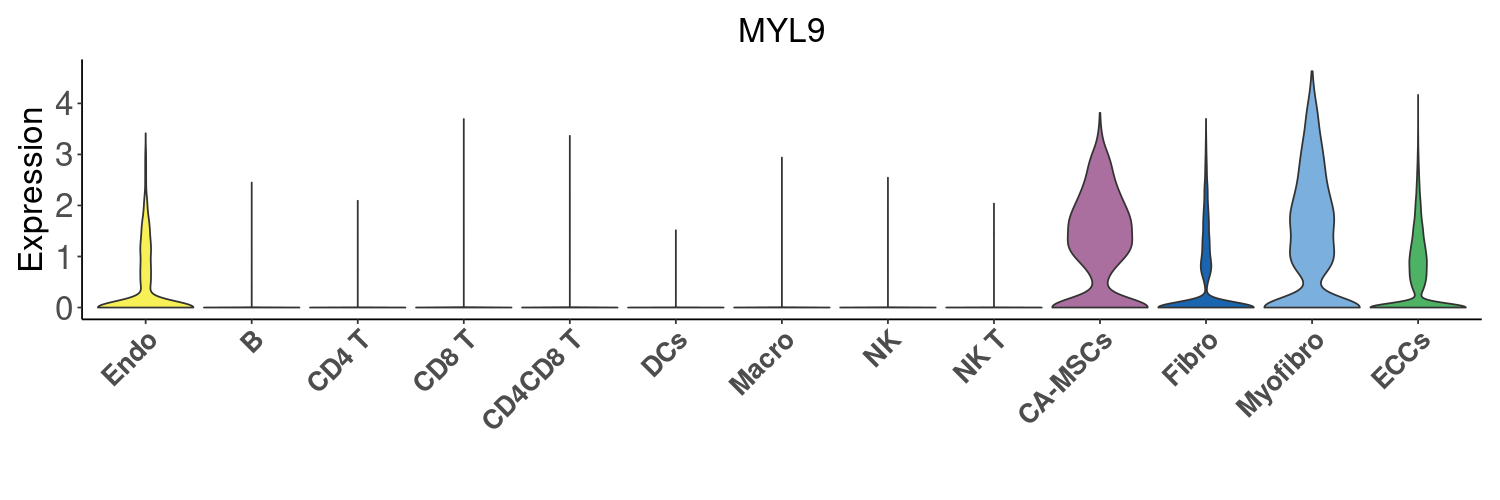 MYL9
Expression
4
3
2
1
0
Endo
B
CD4 T
CD8 T
CD4CD8 T
DCs
Macro
NK
NK T
CA-MSCs
Fibro
Myofibro
ECCs